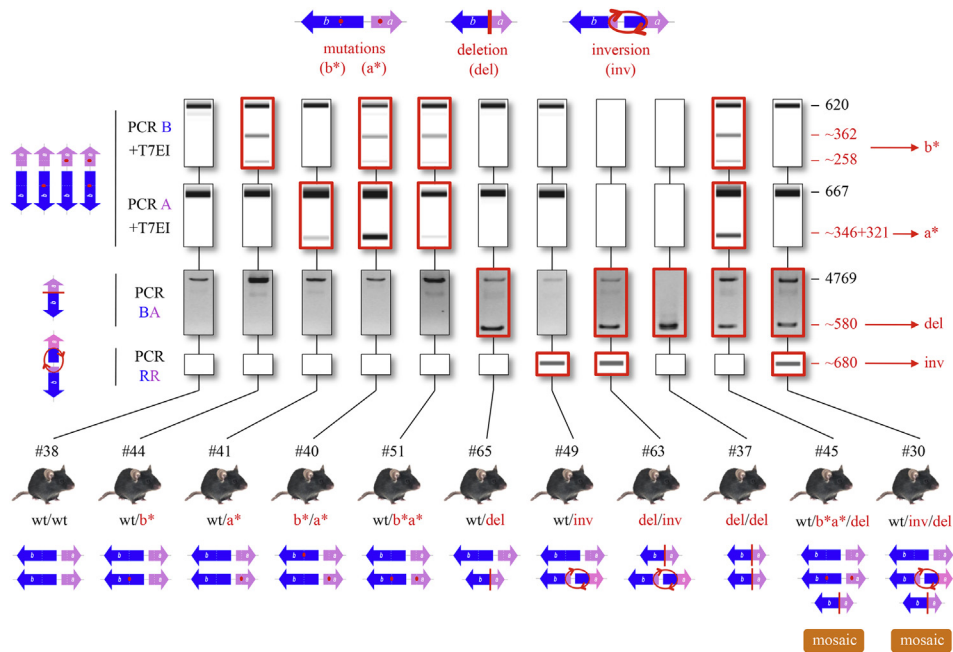 b a
b a
b a
mutations
deletion
inversion
(b*) (a*)
(del)
(inv)
PCR B
+T7EI
620
~362
~258
b*
PCR A
+T7EI
667
~346+321
a*
PCR
BA
4769
~580
del
PCR
RR
~680
inv
#38 #44 #41 #40 #51 #65 #49 #63 #37 #45 #30
wt/wt wt/b* wt/a* b*/a* wt/b*a* wt/del wt/inv del/inv del/del wt/b*a*/del wt/inv/del
mosaic mosaic